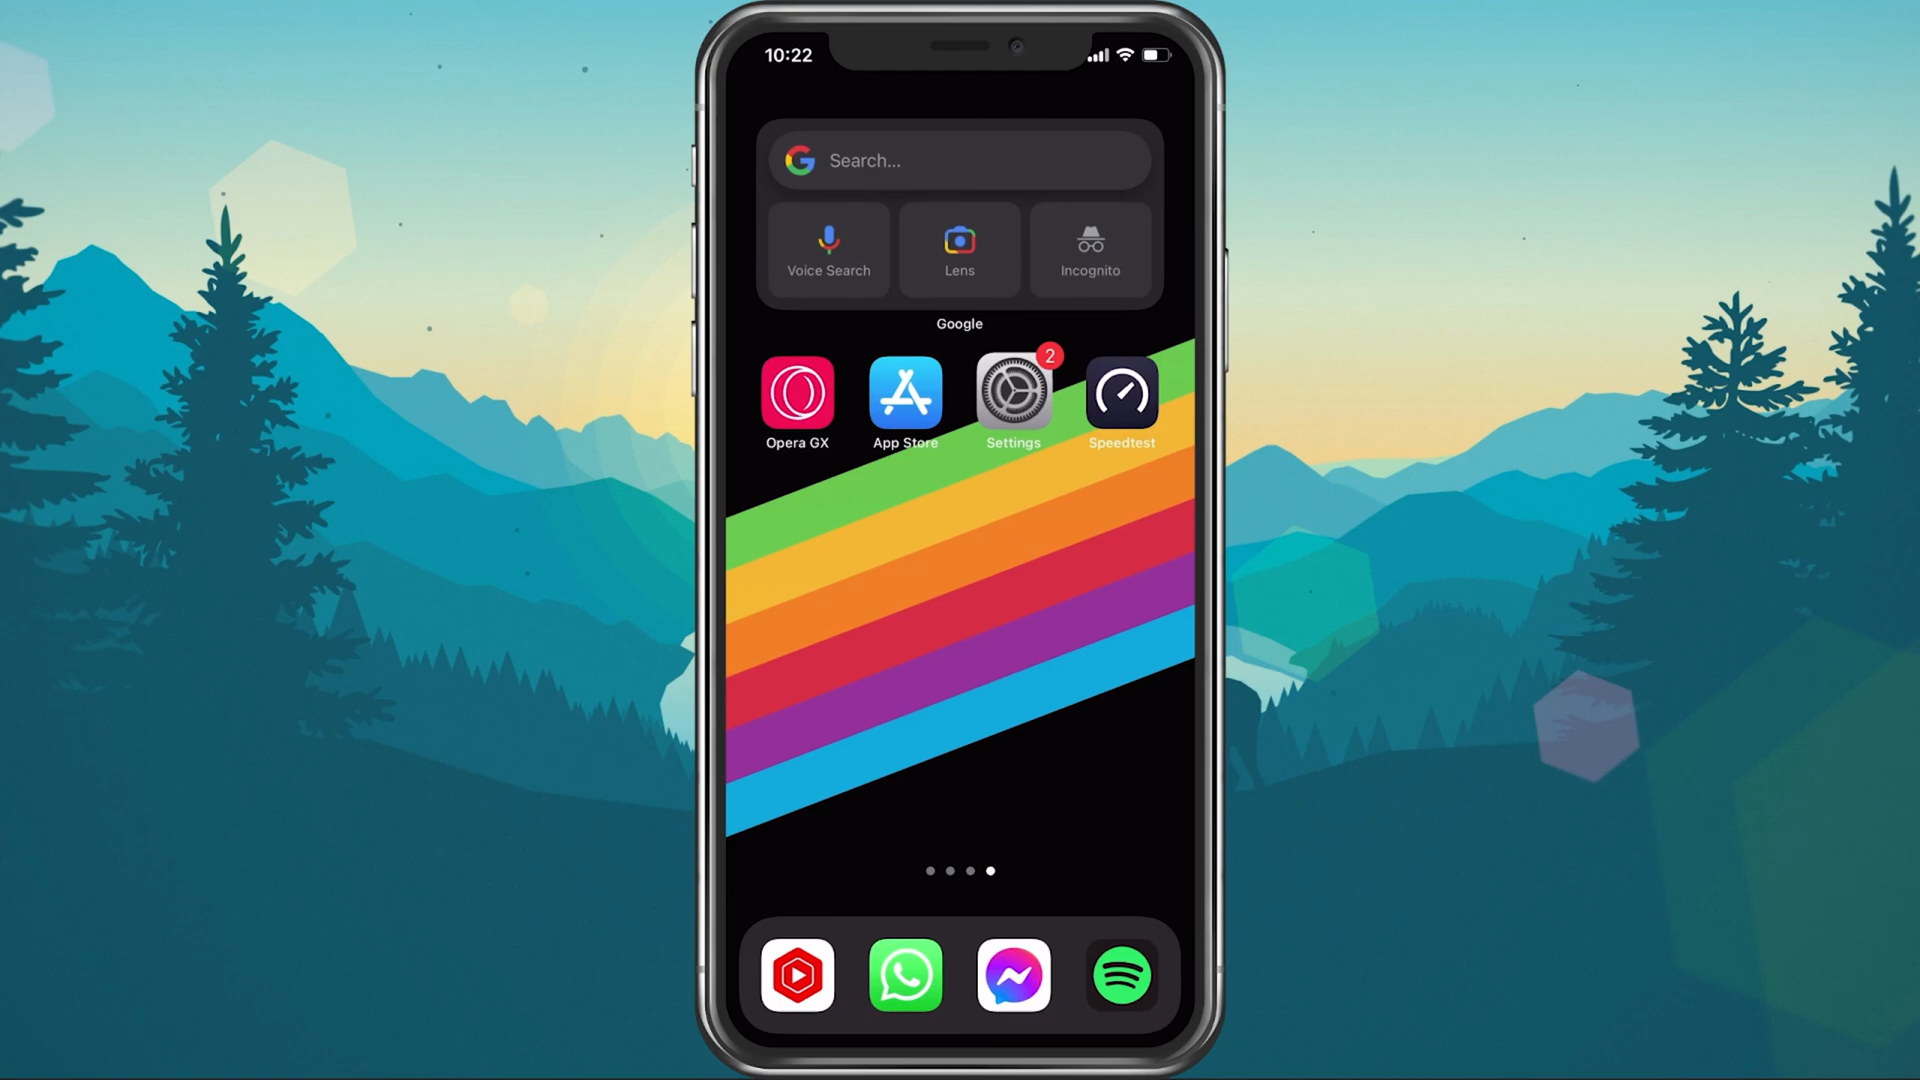 10:22
Search...
Voice Search
Lens
Incognito
Google
2
Opera GX
App Store
Settings
Speedtest